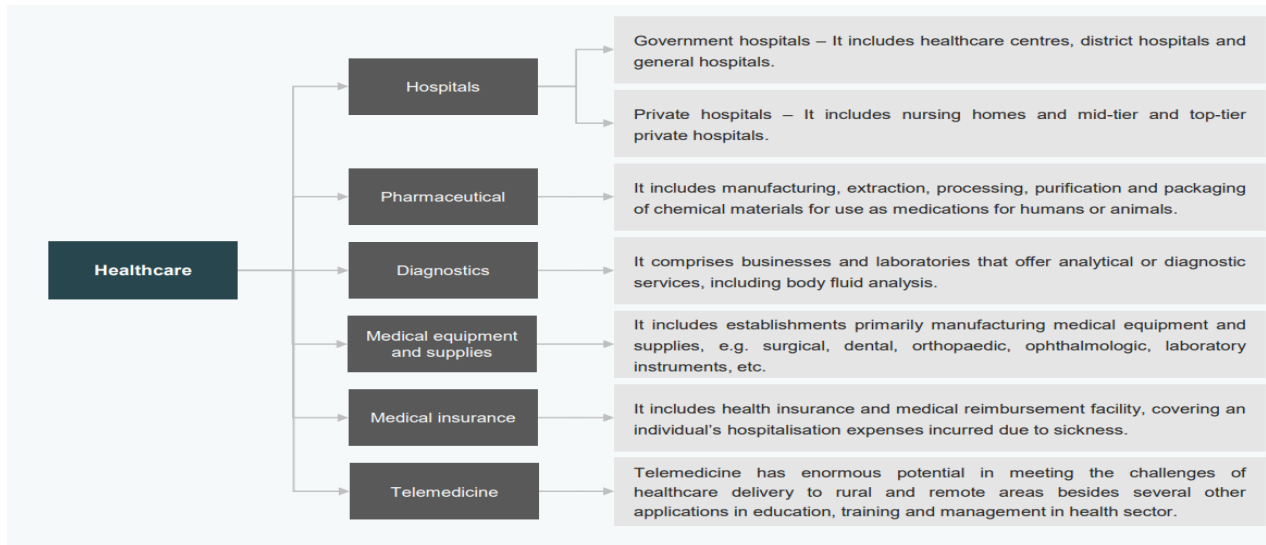 Healthcare
Hospitals
Government hospitals – It includes healthcare centres, district hospitals and
general hospitals.
Private hospitals – It includes nursing homes and mid-tier and top-tier
private hospitals.
Pharmaceutical
It includes manufacturing, extraction, processing, purification and packaging
of chemical materials for use as medications for humans or animals.
Diagnostics
It comprises businesses and laboratories that offer analytical or diagnostic
services, including body fluid analysis.
Medical equipment
and supplies
It includes establishments primarily manufacturing medical equipment and
supplies, e.g. surgical, dental, orthopaedic, ophthalmologic, laboratory
instruments, etc.
Medical insurance
It includes health insurance and medical reimbursement facility, covering an
individual’s hospitalisation expenses incurred due to sickness.
Telemedicine
Telemedicine has enormous potential in meeting the challenges of
healthcare delivery to rural and remote areas besides several other
applications in education, training and management in health sector.